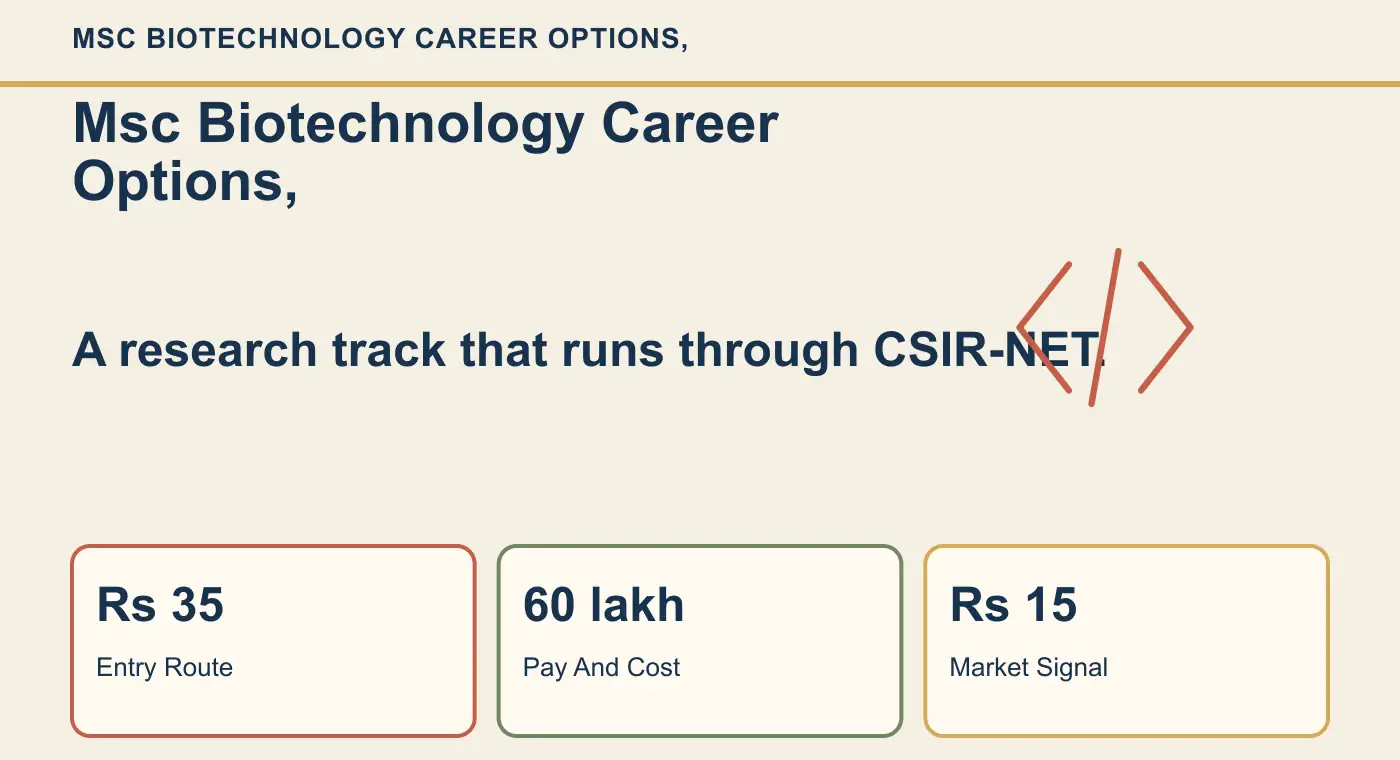 MSC BIOTECHNOLOGY CAREER OPTIONS,
Msc Biotechnology Career
Options,
A research track that runs through CSIR-NET.
Rs 35
Entry Route
60 lakh
Pay And Cost
Rs 15
Market Signal